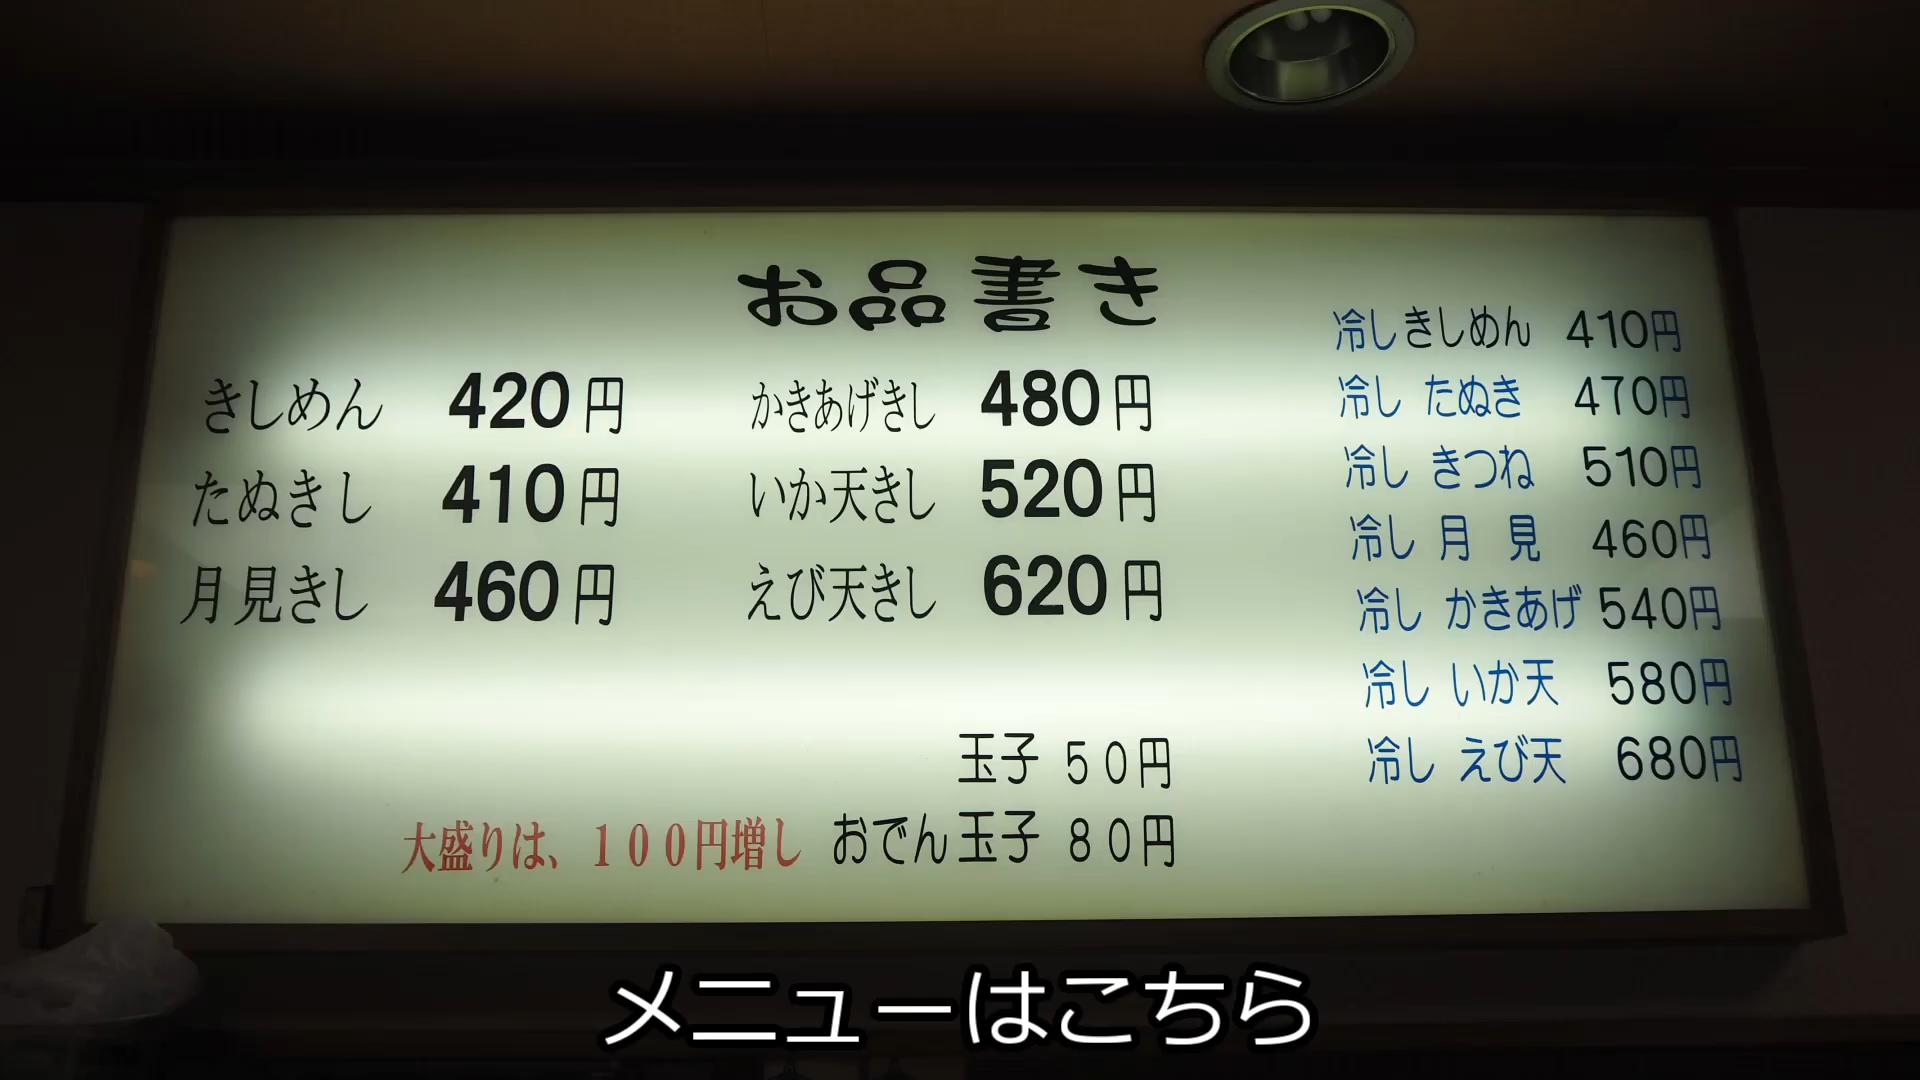 お品書き
きしめん 420円
たぬきし 410円
月見きし 460円
かきあげきし 480円
いか天きし 520円
えび天きし 620円
玉子 50円
大盛りは、100円増し
おでん玉子 80円
冷しきしめん 410円
冷し たぬき 470円
冷し きつね 510円
冷し 月見 460円
冷し かきあげ 540円
冷し いか天 580円
冷し えび天 680円
メニューはこちら